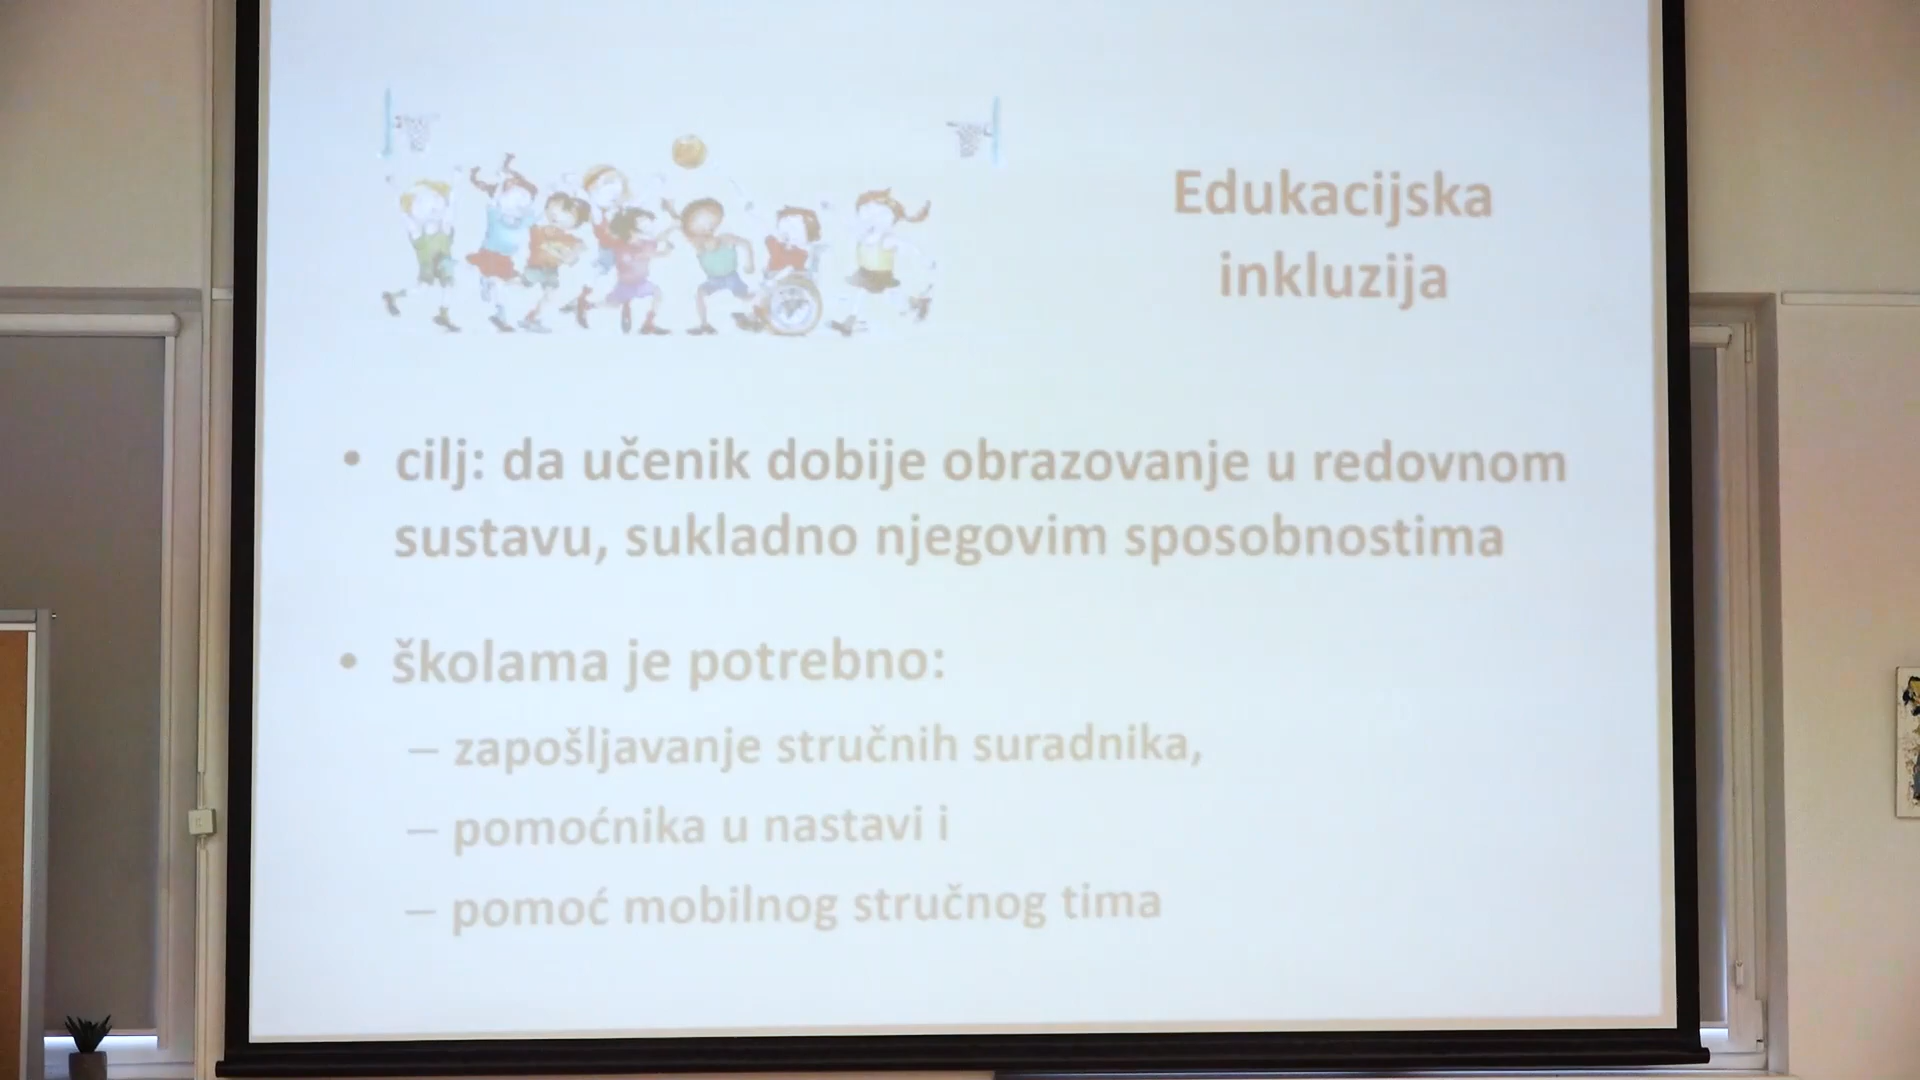 Edukacijska
inkluzija
• cilj: da učenik dobije obrazovanje u redovnom
sustavu, sukladno njegovim sposobnostima
• školama je potrebno:
– zapošljavanje stručnih suradnika,
– pomoćnika u nastavi i
– pomoć mobilnog stručnog tima